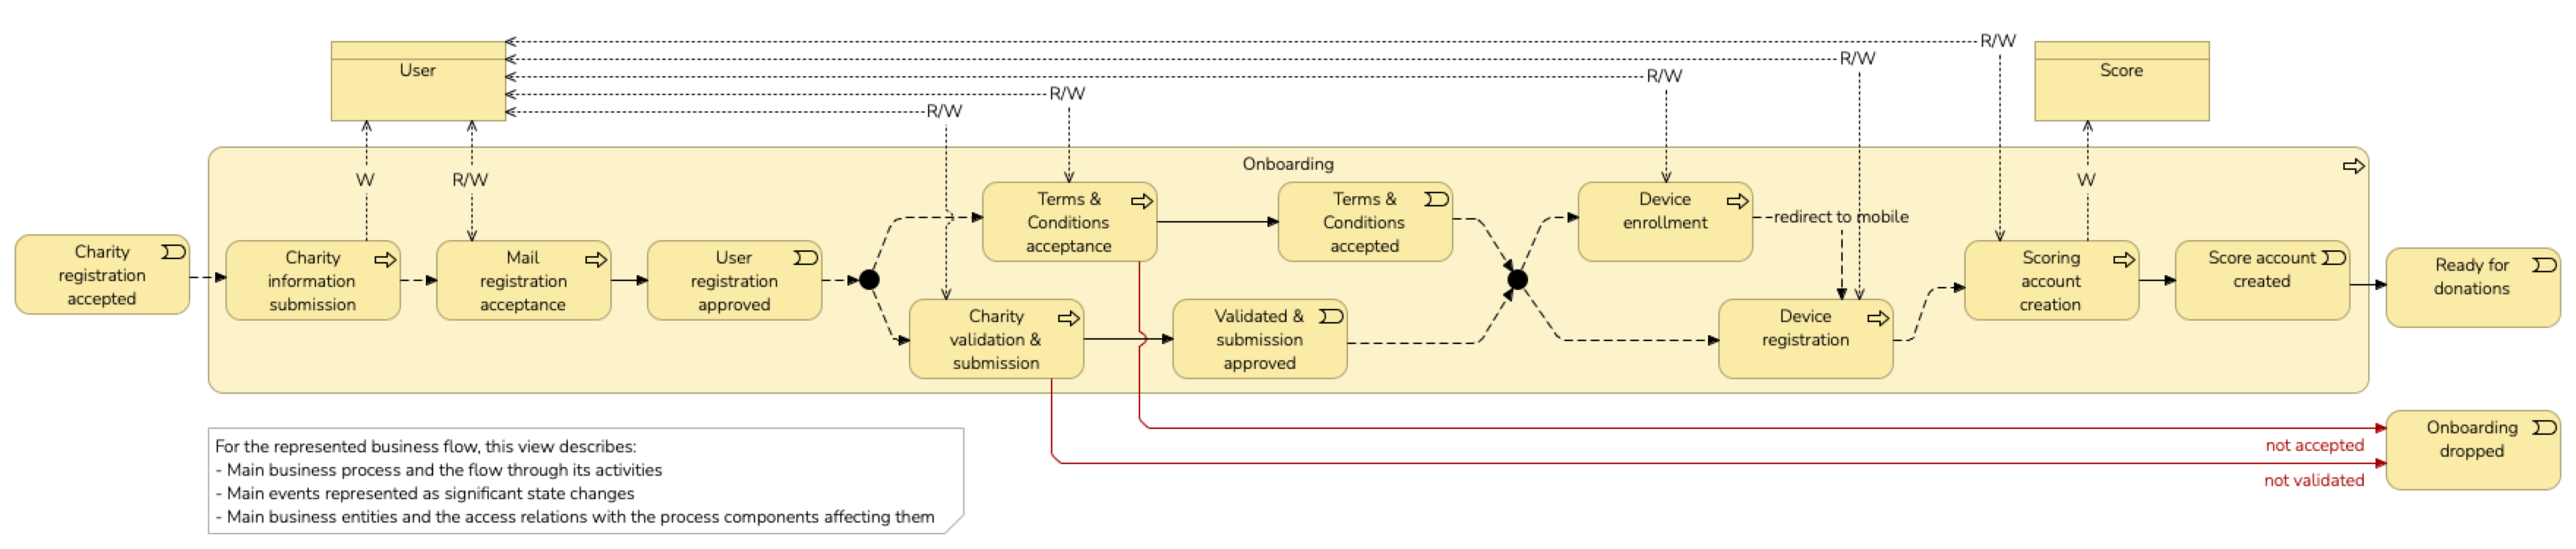 R/W
User
R/W
Score
R/W
R/W
R/W
Onboarding
W
R/W
W
Charity
registration
accepted
Charity
information
submission
Mail
registration
acceptance
User
registration
approved
Terms &
Conditions
acceptance
Terms &
Conditions
accepted
Charity
validation &
submission
Validated &
submission
approved
Device
enrollment
redirect to mobile
Device
registration
Scoring
account
creation
Score account
created
Ready for
donations
Onboarding
dropped
not accepted
not validated
For the represented business flow, this view describes:
- Main business process and the flow through its activities
- Main events represented as significant state changes
- Main business entities and the access relations with the process components affecting them